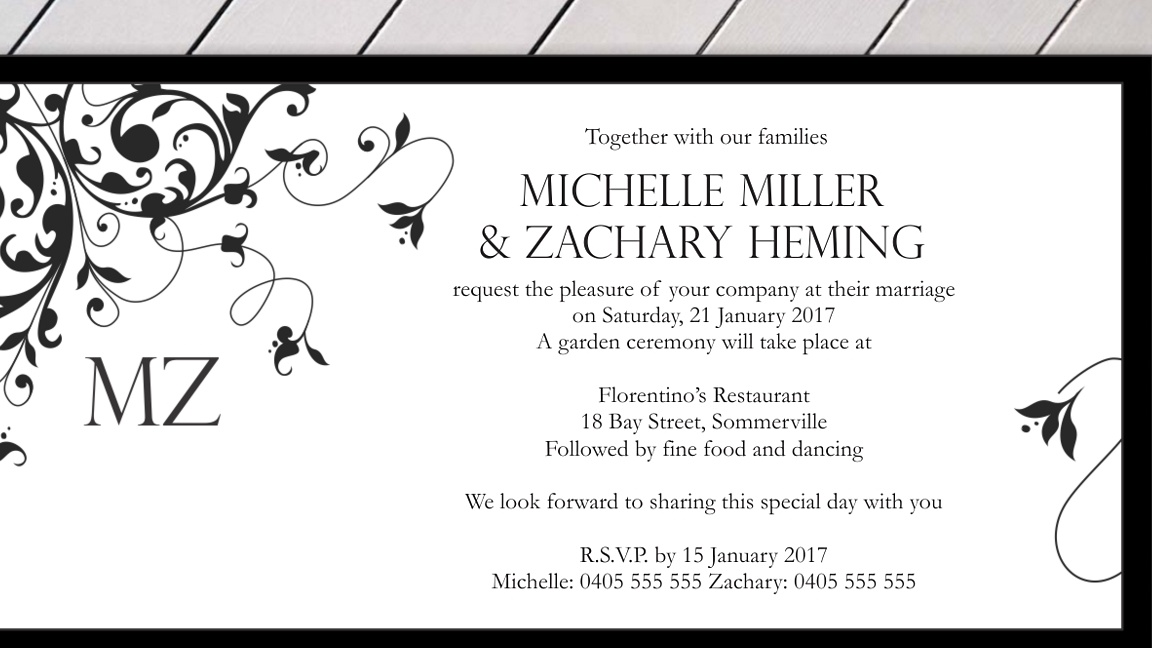 MZ
Together with our families
MICHELLE MILLER
& ZACHARY HEMING
request the pleasure of your company at their marriage
on Saturday, 21 January 2017
A garden ceremony will take place at
Florentino’s Restaurant
18 Bay Street, Sommerville
Followed by fine food and dancing
We look forward to sharing this special day with you
R.S.V.P. by 15 January 2017
Michelle: 0405 555 555 Zachary: 0405 555 555